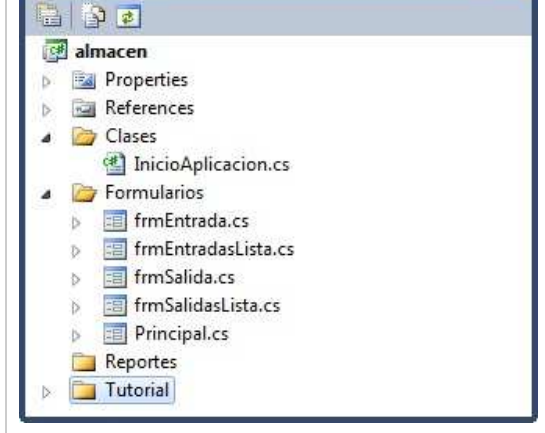 almacen
Properties
References
Clases
InicioAplicacion.cs
Formularios
frmEntrada.cs
frmEntradasLista.cs
frmSalida.cs
frmSalidasLista.cs
Principal.cs
Reportes
Tutorial